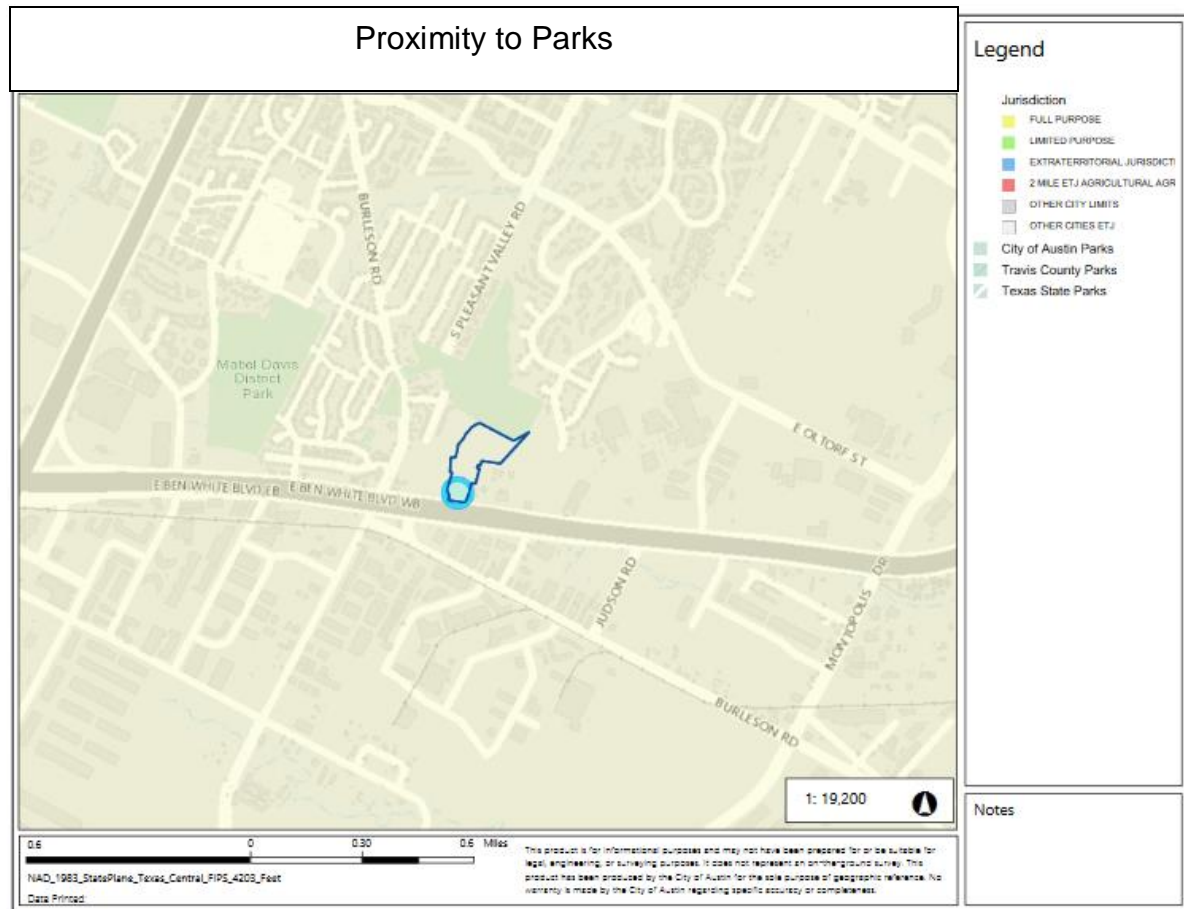 Proximity to Parks
Legend
Jurisdiction
FULL PURPOSE
LIMITED PURPOSE
EXTRATERRITORIAL JURISDICTI
2 MILE ETJ AGRICULTURAL AGR
OTHER CITY LIMITS
OTHER CITIES ETJ
City of Austin Parks
Travis County Parks
Texas State Parks
BURLESON RD
S PLEASANT VALLEY RD
Mabel Davis
District
Park
E OLTORF ST
E BEN WHITE BLVD EB
E BEN WHITE BLVD WB
JUDSON RD
MONTOPOLIS DR
BURLESON RD
1: 19,200
Notes
0.6 0 0.30 0.6 Miles
NAD_1983_StatePlane_Texas_Central_FIPS_4203_Feet
Date Printed:
This product is for informational purposes and may not have been prepared for or be suitable for
legal, engineering, or surveying purposes. It does not represent an on-the-ground survey. This
product has been produced by the City of Austin for the sole purpose of geographic reference. No
warranty is made by the City of Austin regarding specific accuracy or completeness.